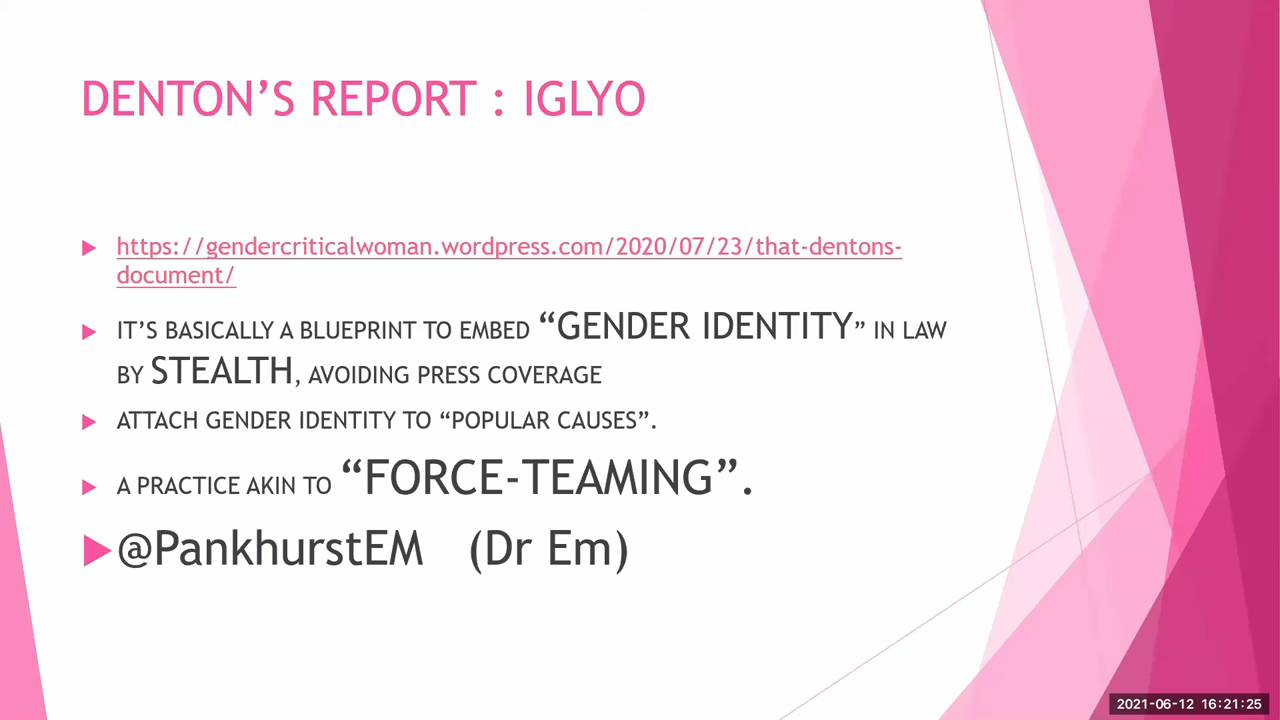 DENTON’S REPORT : IGLYO
https://gendercriticalwoman.wordpress.com/2020/07/23/that-dentons-
document/
IT’S BASICALLY A BLUEPRINT TO EMBED “GENDER IDENTITY” IN LAW
BY STEALTH, AVOIDING PRESS COVERAGE
ATTACH GENDER IDENTITY TO “POPULAR CAUSES”.
A PRACTICE AKIN TO “FORCE-TEAMING”.
@PankhurstEM (Dr Em)
2021-06-12 16:21:25